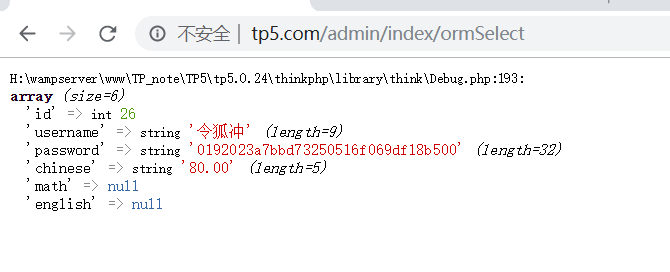 不安全 | tp5.com/admin/index/ormSelect
H:\wampserver\www\TP_note\TP5\tp5.0.24\thinkphp\library\think\Debug.php:193:
array (size=6)
'id' => int 26
'username' => string '令狐冲' (length=9)
'password' => string '0192023a7bbd73250516f069df18b500' (length=32)
'chinese' => string '80.00' (length=5)
'math' => null
'english' => null